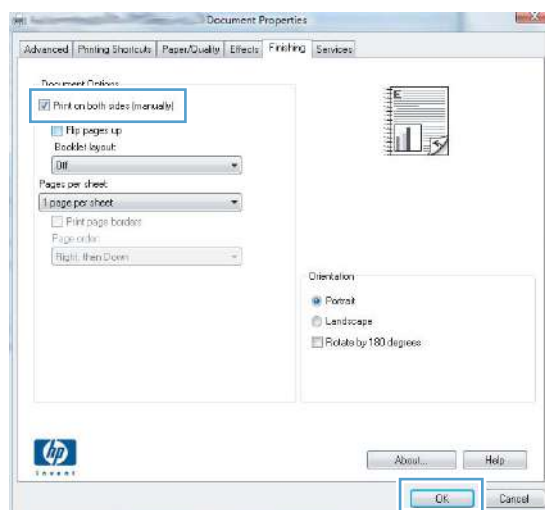 Document Properties
Advanced Printing Shortcuts Paper/Quality Effects Finishing Services
Document Options
Print on both sides (manually)
Flip pages up
Booklet layout:
Off
Pages per sheet:
1 page per sheet
Print page borders
Page order:
Right, then Down
E
Orientation
Portrait
Landscape
Rotate by 180 degrees
hp
invent
About... Help
OK Cancel